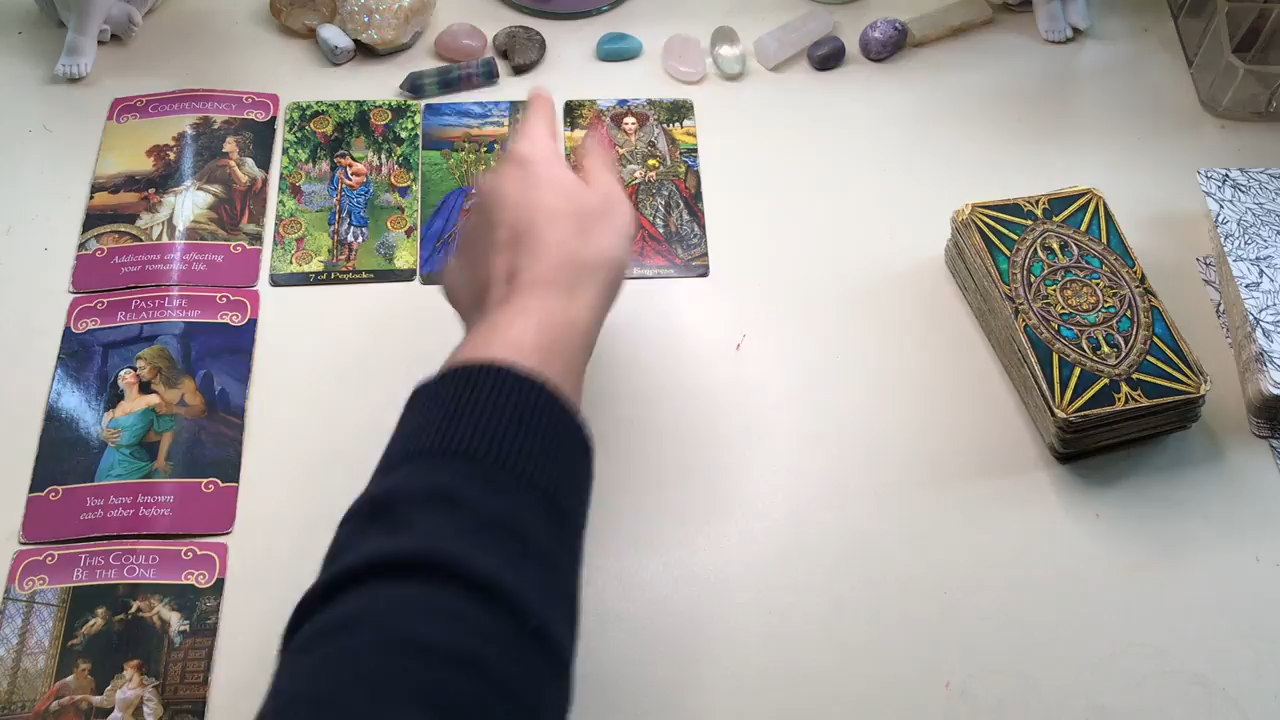 CODEPENDENCY
Addictions are affecting
your romantic life.
7 of Pentacles
Empress
PAST-LIFE
RELATIONSHIP
You have known
each other before.
THIS COULD
BE THE ONE